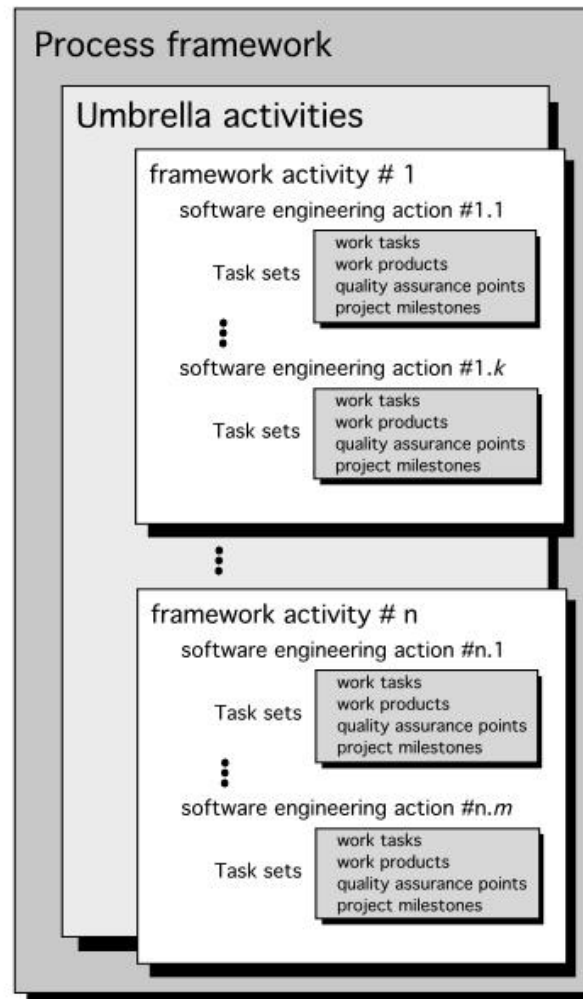 Process framework
Umbrella activities
framework activity # 1
software engineering action #1.1
Task sets
work tasks
work products
quality assurance points
project milestones
software engineering action #1.k
Task sets
work tasks
work products
quality assurance points
project milestones
framework activity # n
software engineering action #n.1
Task sets
work tasks
work products
quality assurance points
project milestones
software engineering action #n.m
Task sets
work tasks
work products
quality assurance points
project milestones